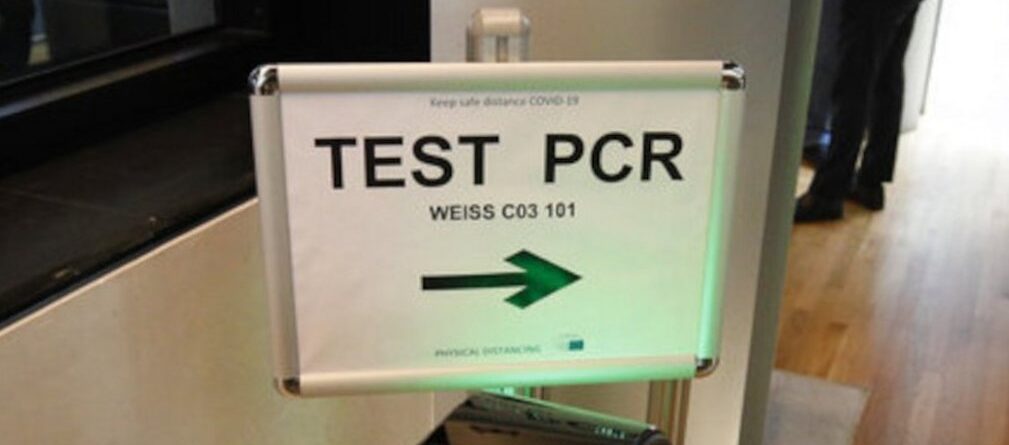 Keep safe distance COVID-19
TEST PCR
WEISS C03 101
PHYSICAL DISTANCING